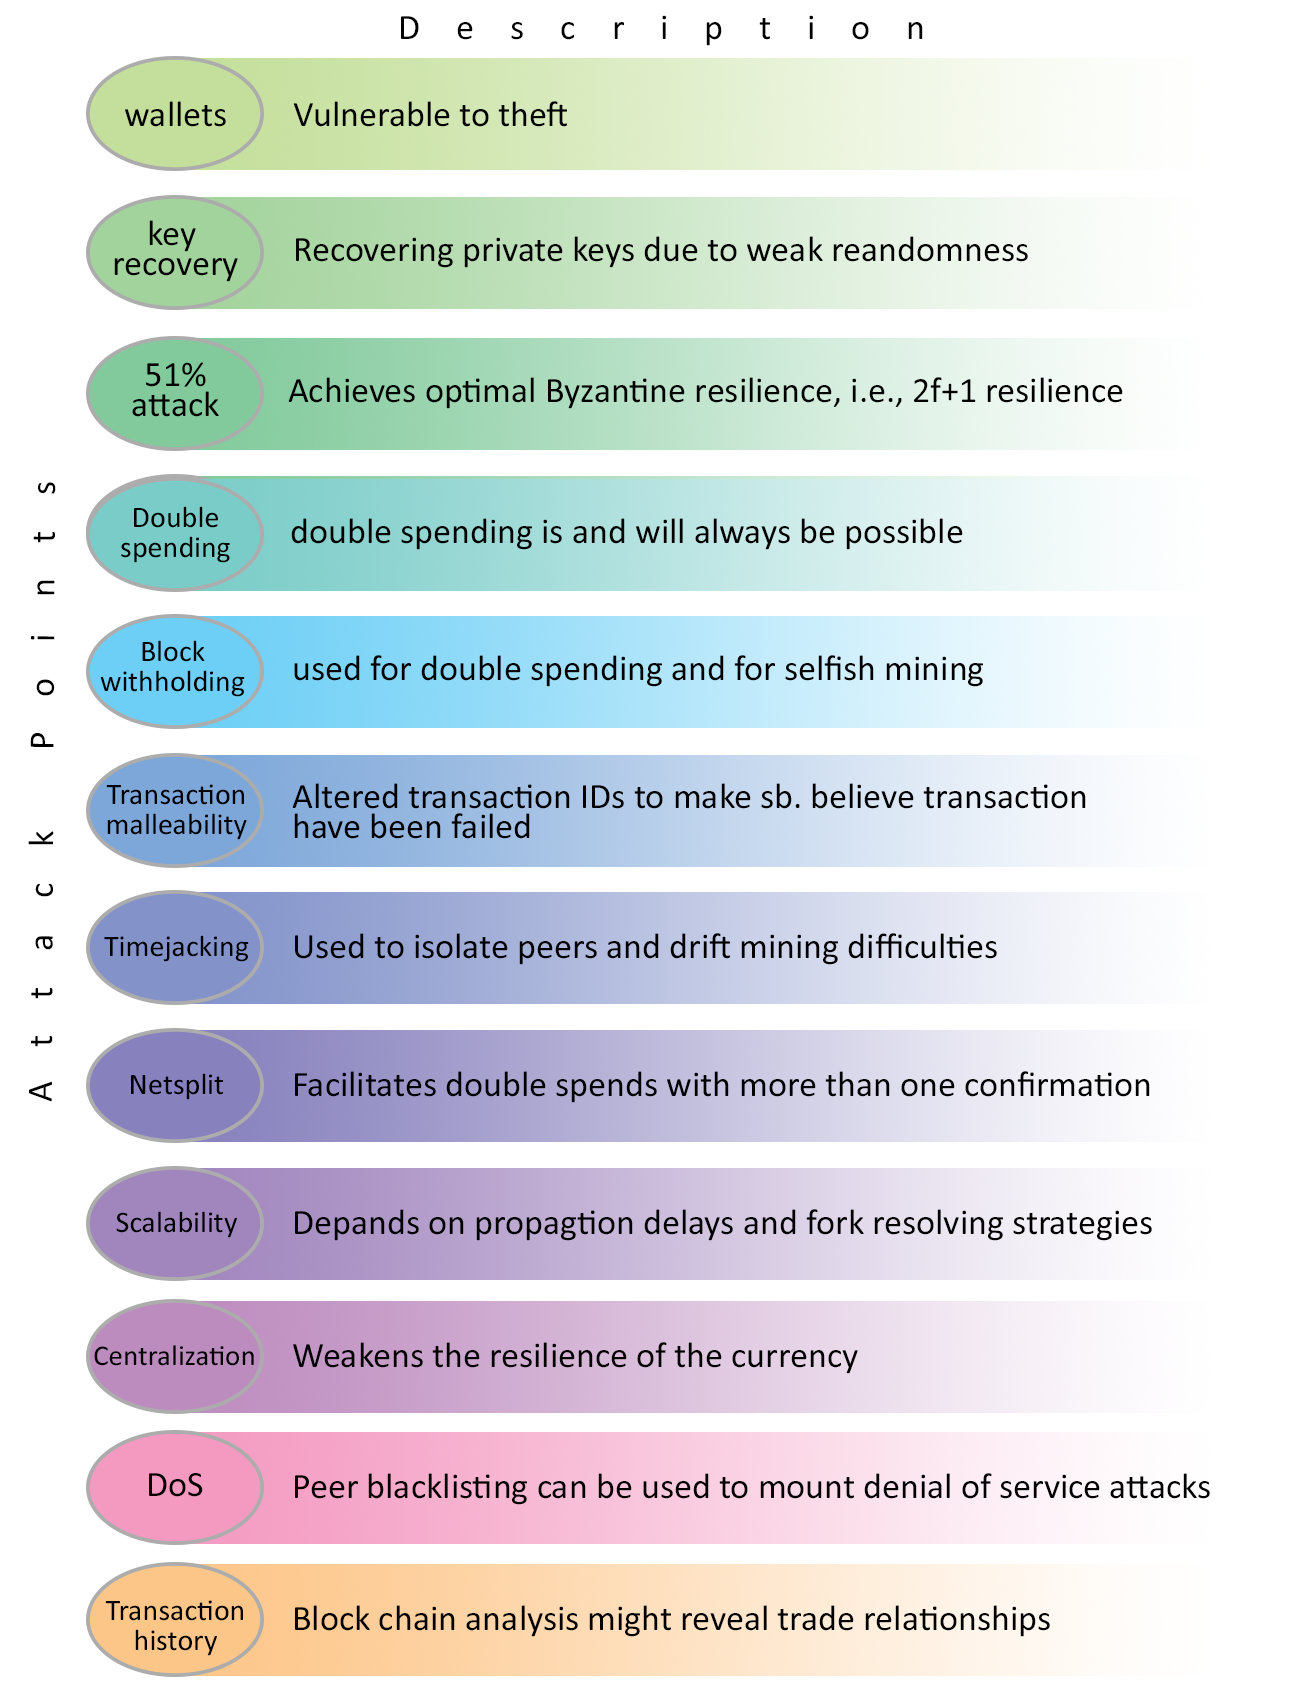 Description
wallets
Vulnerable to theft
key
recovery
Recovering private keys due to weak reandomness
51%
attack
Achieves optimal Byzantine resilience, i.e., 2f+1 resilience
Double
spending
double spending is and will always be possible
Block
withholding
used for double spending and for selfish mining
Transaction
malleability
Altered transaction IDs to make sb. believe transaction
have been failed
Timejacking
Used to isolate peers and drift mining difficulties
Netsplit
Facilitates double spends with more than one confirmation
Scalability
Depands on propagtion delays and fork resolving strategies
Centralization
Weakens the resilience of the currency
DoS
Peer blacklisting can be used to mount denial of service attacks
Transaction
history
Block chain analysis might reveal trade relationships
Attack Points